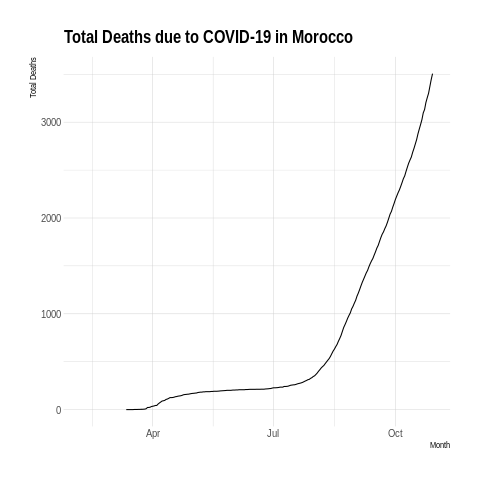 Total Deaths due to COVID-19 in Morocco
Total Deaths
3000
2000
1000
0
Apr
Jul
Oct
Month